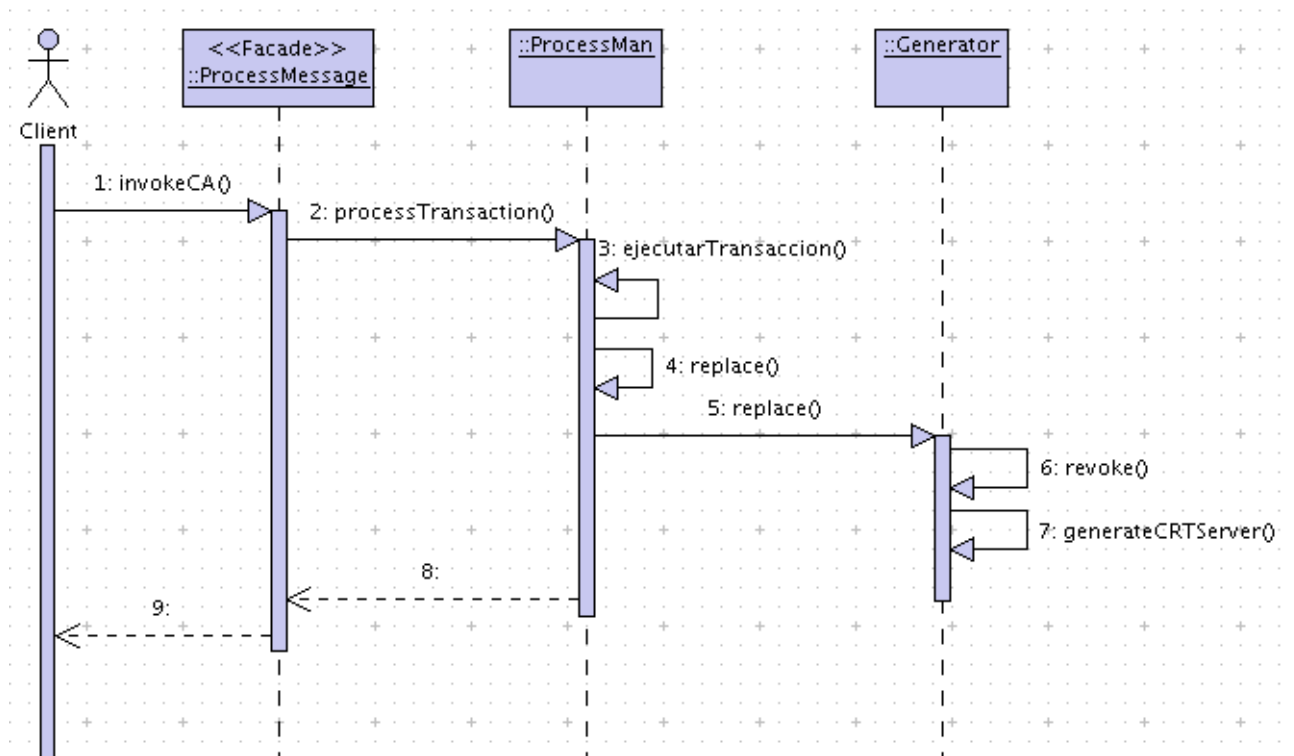 <<Facade>>
::ProcessMessage
::ProcessMan
::Generator
Client
1: invokeCA()
2: processTransaction()
3: ejecutarTransaccion()
4: replace()
5: replace()
6: revoke()
7: generateCRTServer()
8:
9: